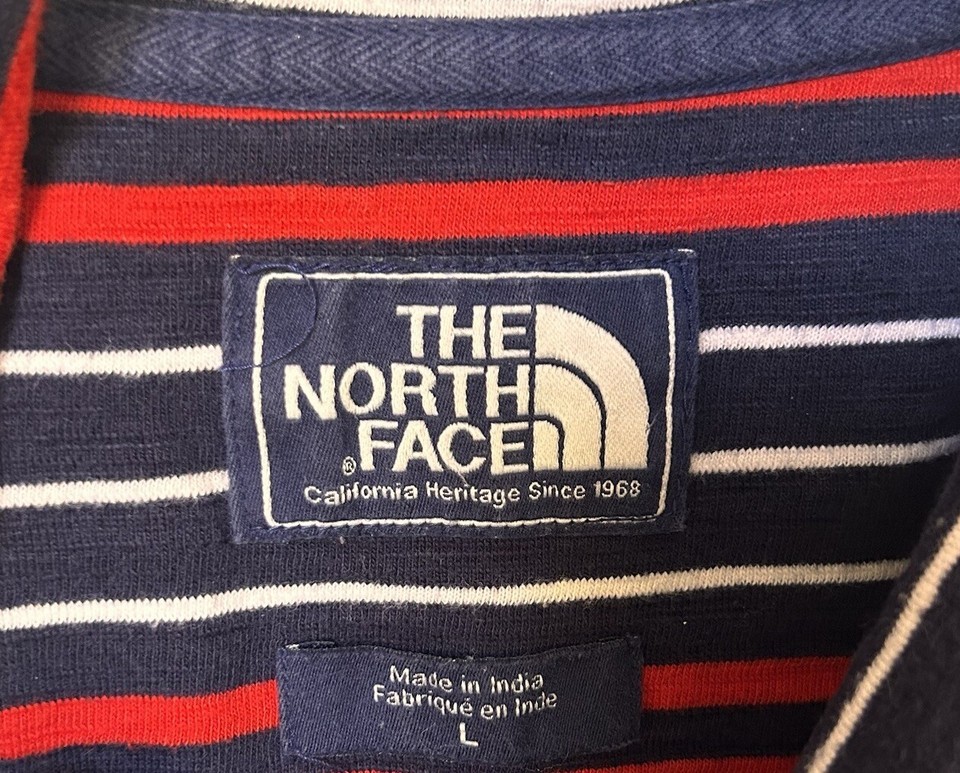 THE
NORTH
®FACE
California Heritage Since 1968
Made in India
Fabriqué en Inde
L